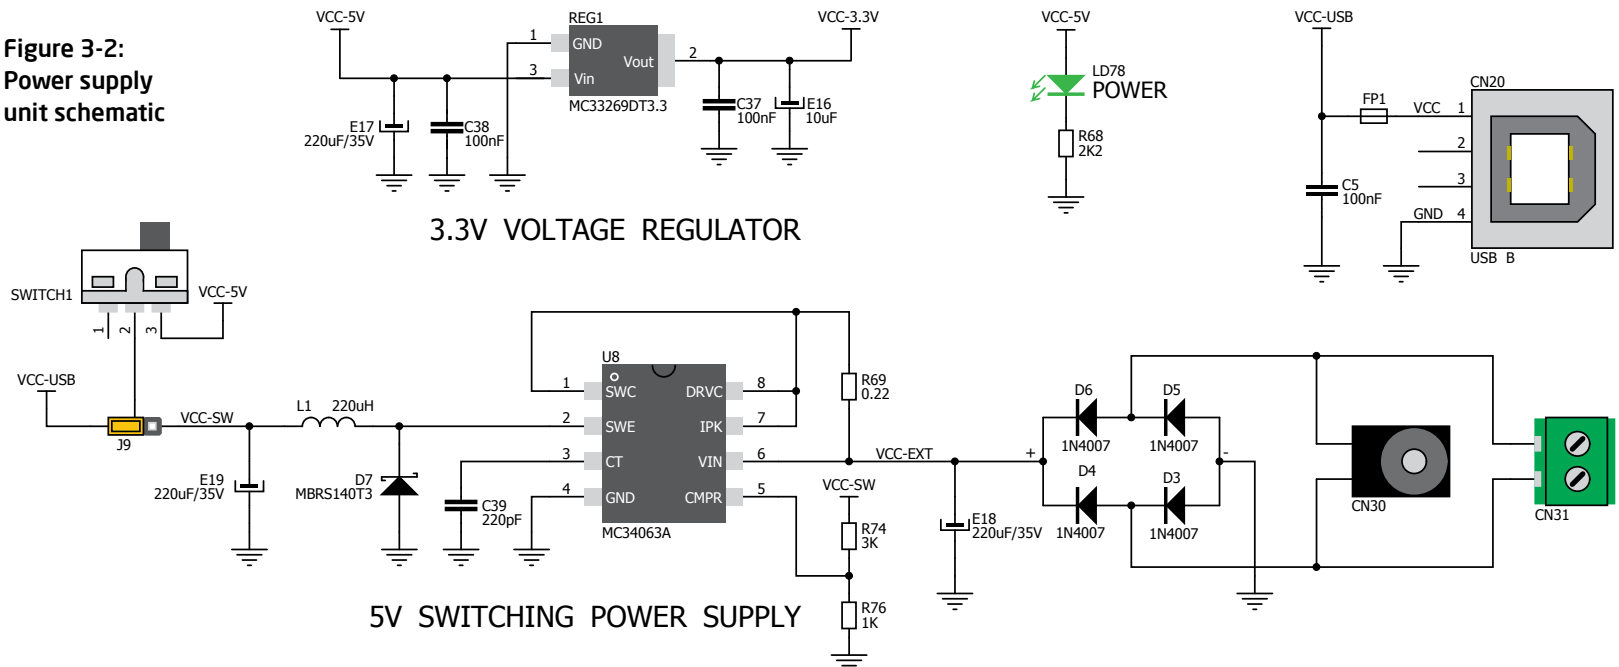 Figure 3-2:
Power supply
unit schematic
VCC-5V
REG1
VCC-3.3V
1
GND
3
Vin
Vout
2
MC33269DT3.3
E17
220uF/35V
C38
100nF
C37
100nF
E16
10uF
3.3V VOLTAGE REGULATOR
VCC-5V
LD78
POWER
R68
2K2
VCC-USB
FP1
VCC
GND
CN20
1
2
3
4
C5
100nF
USB B
SWITCH1
1
2
3
VCC-5V
VCC-USB
J9
VCC-SW
L1
220uH
E19
220uF/35V
D7
MBRS140T3
C39
220pF
U8
1
SWC
2
SWE
3
CT
4
GND
DRVC
8
IPK
7
VIN
6
CMPR
5
MC34063A
R69
0.22
VCC-EXT
VCC-SW
R74
3K
R76
1K
E18
220uF/35V
+
-
D6
1N4007
D5
1N4007
D4
1N4007
D3
1N4007
CN30
CN31
5V SWITCHING POWER SUPPLY